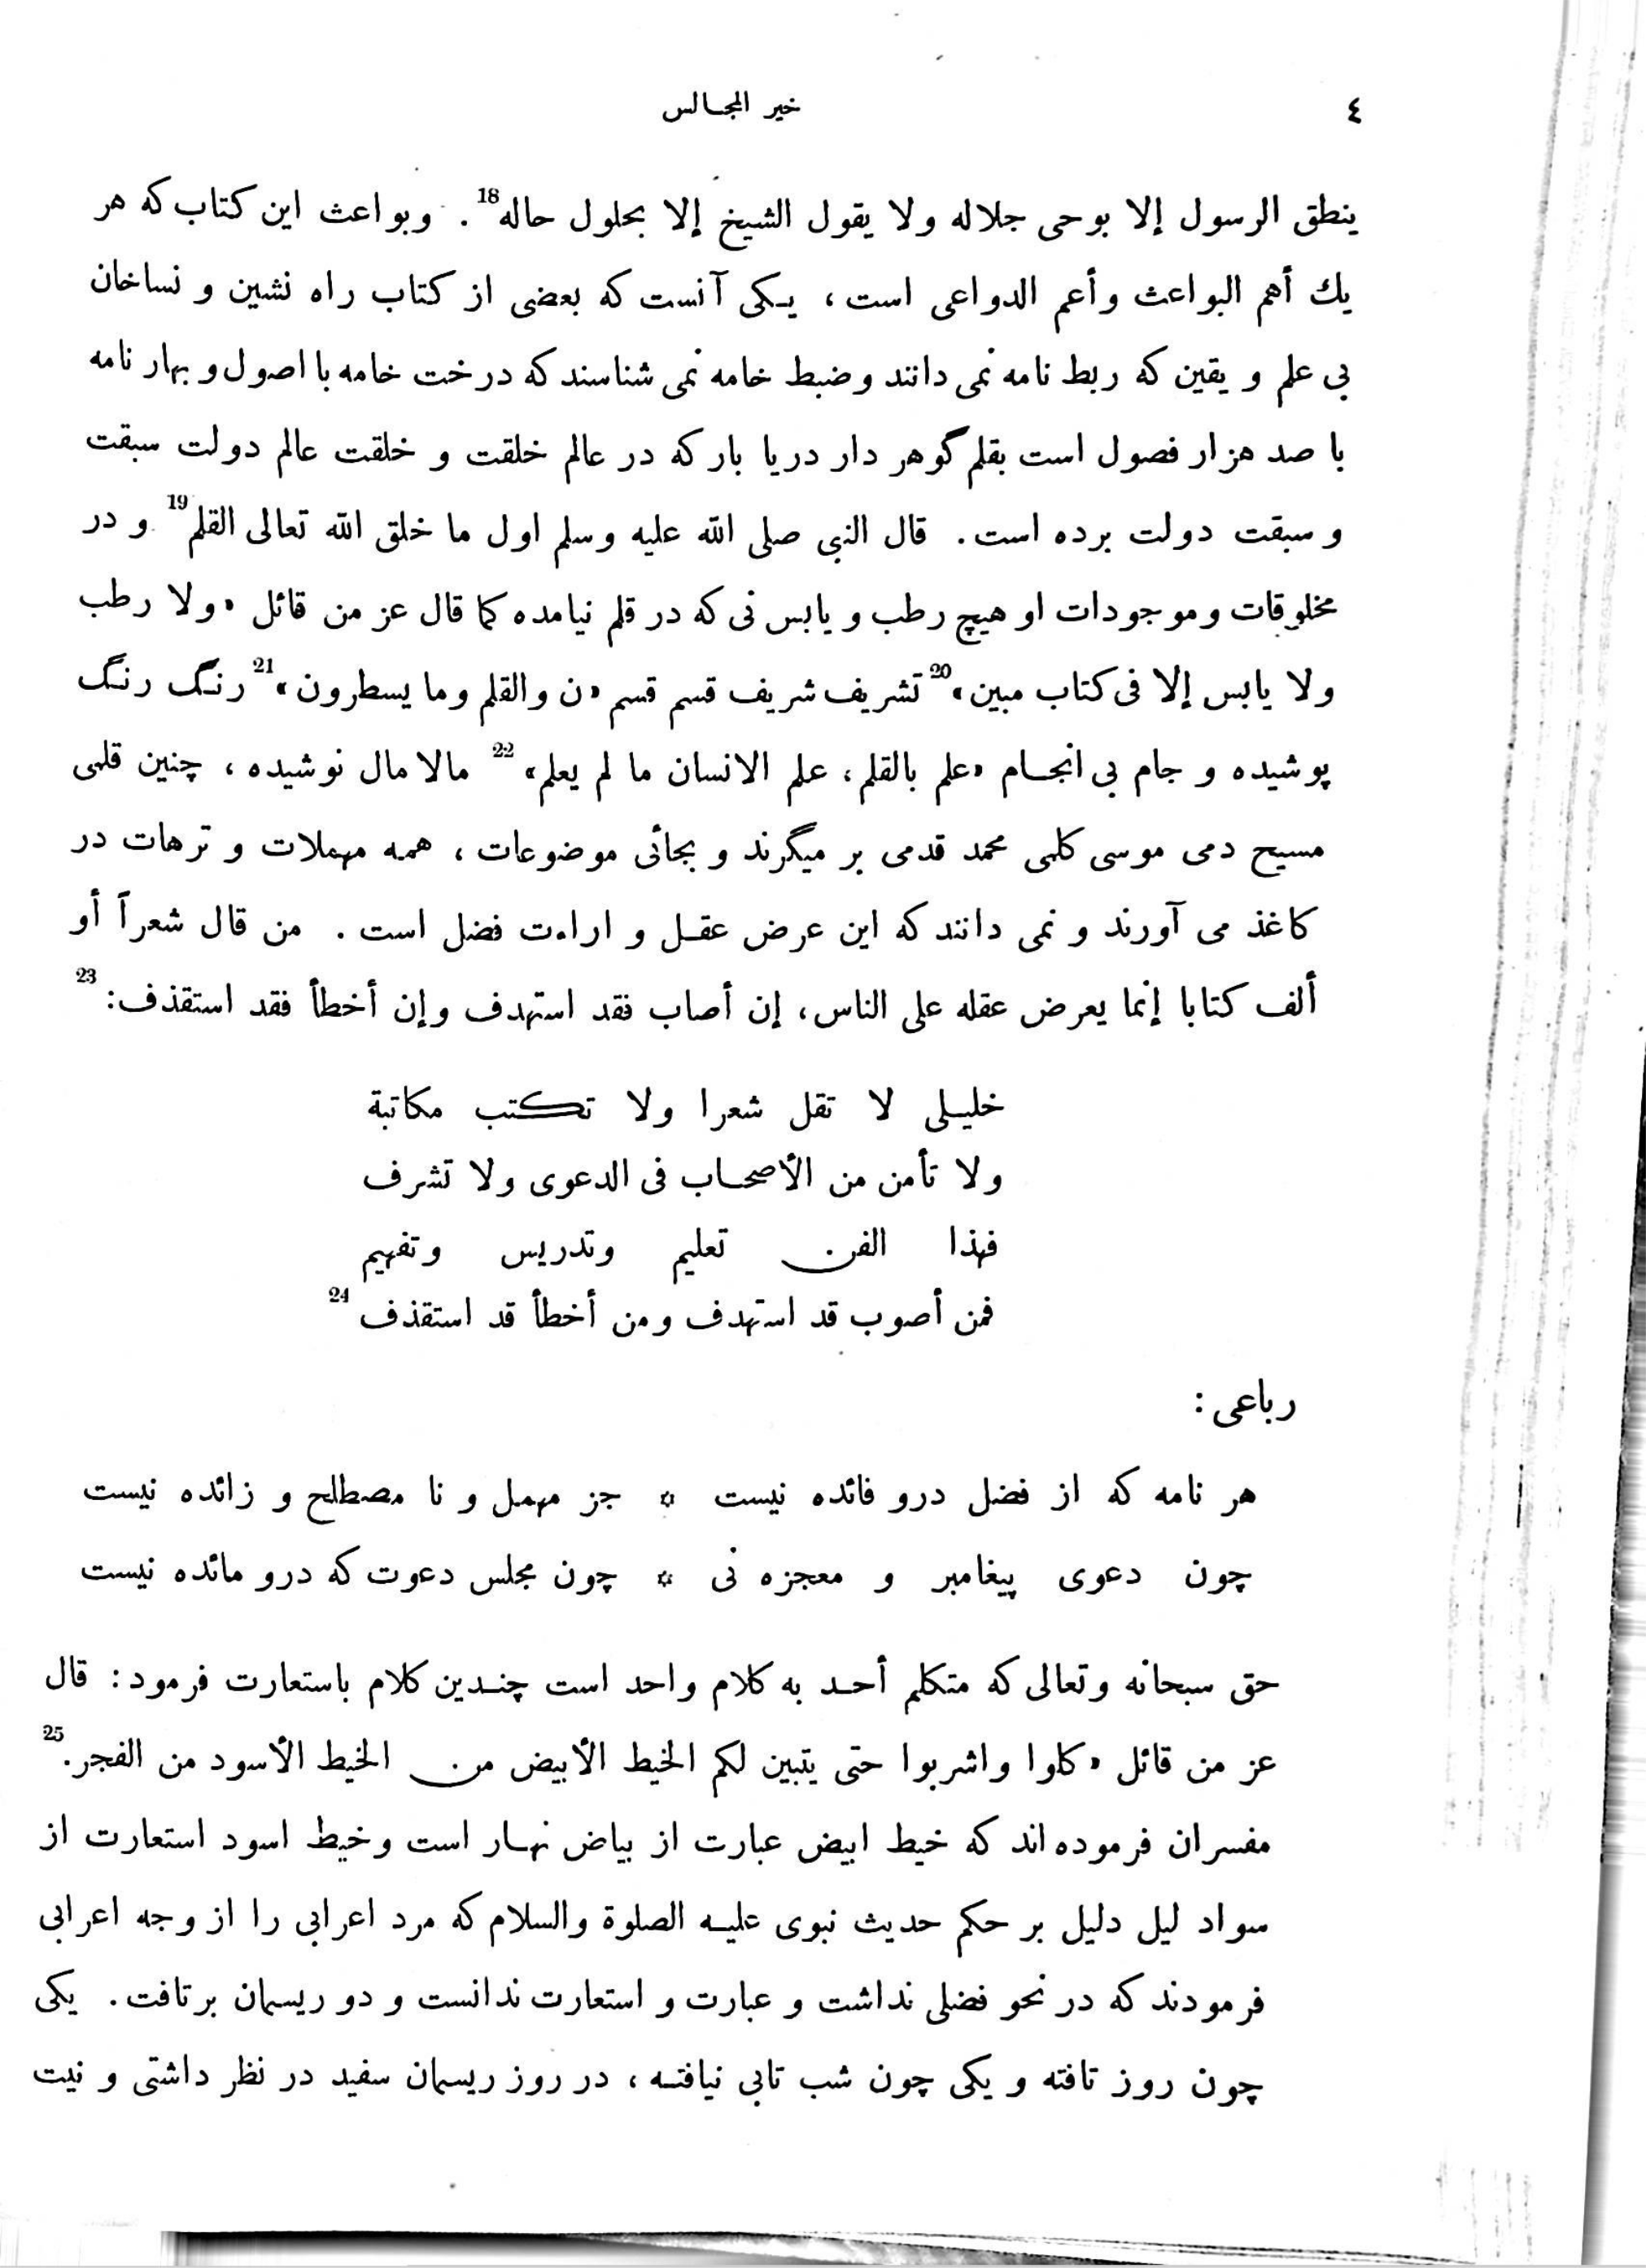 ٤
خير المجالس
ينطق الرسول إلا بوحى جلاله ولا يقول الشيخ إلا بحلول حاله18. وبواعث اين كتاب كه هر
يك أهم البواعث وأعم الدواعى است، يكى آنست كه بعضى از كتاب راه نشين و نساخان
بى علم و يقين كه ربط نامه نمى دانند وضبط خامه نمى شناسند كه درخت خامه با اصول و بهار نامه
با صد هزار فصول است بقلم گوهر دار دريا بار كه در عالم خلقت و خلقت عالم دولت سبقت
و سبقت دولت برده است. قال النبى صلى الله عليه وسلم اول ما خلق الله تعالى القلم19 و در
مخلوقات وموجودات او هيچ رطب و يابس نى كه در قلم نيامده كما قال عز من قائل «ولا رطب
ولا يابس إلا فى كتاب مبين»20 تشريف شريف قسم قسم «ن والقلم وما يسطرون»21 رنگ رنگ
پوشيده و جام بى انجام «علم بالقلم، علم الانسان ما لم يعلم»22 مالا مال نوشيده، چنين قلمى
مسيح دمى موسى كلمى محمد قدمى بر ميگرند و بجائى موضوعات، همه مهملات و ترهات در
كاغذ مى آورند و نمى دانند كه اين عرض عقل و اراءت فضل است. من قال شعراً أو
ألف كتابا إنما يعرض عقله على الناس، إن أصاب فقد استهدف وإن أخطأ فقد استقذف:23
خليلى لا تقل شعرا ولا تكتب مكاتبة
ولا تأمن من الأصحاب فى الدعوى ولا تشرف
فهذا الفن تعليم وتدريس وتفهيم
فمن أصوب قد استهدف ومن أخطأ قد استقذف24
رباعى:
هر نامه كه از فضل درو فائده نيست * جز مهمل و نا مصطلح و زائده نيست
چون دعوى پيغامبر و معجزه نى * چون مجلس دعوت كه درو مائده نيست
حق سبحانه وتعالى كه متكلم أحد به كلام واحد است چندين كلام باستعارت فرمود: قال
عز من قائل «كلوا واشربوا حتى يتبين لكم الخيط الأبيض من الخيط الأسود من الفجر.25
مفسران فرموده اند كه خيط ابيض عبارت از بياض نهار است وخيط اسود استعارت از
سواد ليل دليل بر حكم حديث نبوى عليه الصلوة والسلام كه مرد اعرابى را از وجه اعرابى
فرمودند كه در نحو فضلى نداشت و عبارت و استعارت ندانست و دو ريسمان بر تافت. يكى
چون روز تافته و يكى چون شب تابى نيافته، در روز ريسمان سفيد در نظر داشتى و نيت